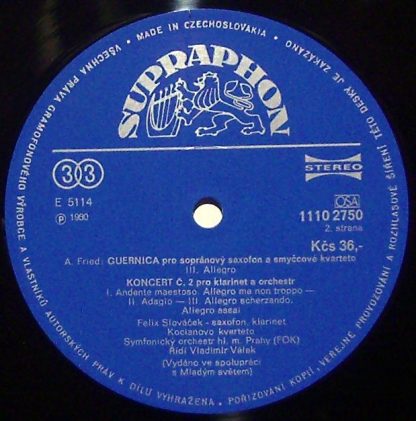 VŠECHNA PRÁVA GRAMOFONOVÉHO VÝROBCE A VLASTNÍKŮ AUTORSKÝCH PRÁV K DÍLU VYHRAŽENA. • POŘIZOVÁNÍ KOPIÍ, VEŘEJNÉ PROVOZOVÁNÍ A ROZHLASOVÉ ŠÍŘENÍ TÉTO DESKY JE ZAKÁZÁNO
• MADE IN CZECHOSLOVAKIA •
SUPRAPHON
33
STEREO
E 5114
℗ 1980
OSA
1110 2750
2. strana
Kčs 36,-
A. Fried: GUERNICA pro sopránový saxofon a smyčcové kvarteto
III. Allegro
KONCERT Č. 2 pro klarinet a orchestr
I. Andante maestoso. Allegro ma non troppo —
II. Adagio — III. Allegro scherzando.
Allegro assai
Felix Slováček - saxofon, klarinet
Kocianovo kvarteto
Symfonický orchestr hl. m. Prahy (FOK)
Řídí Vladimír Válek
(Vydáno ve spolupráci
s Mladým světem)